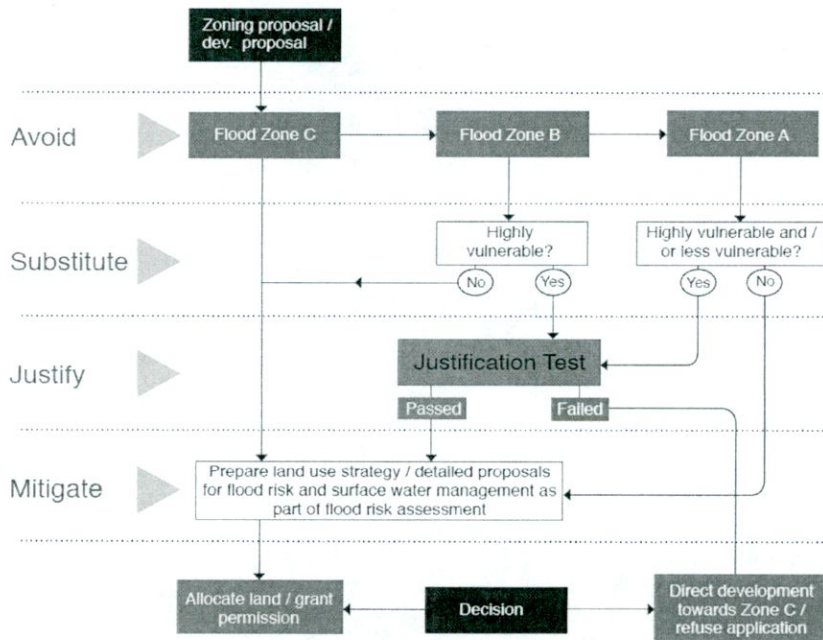 Zoning proposal /
dev. proposal
Avoid
Flood Zone C
Flood Zone B
Flood Zone A
Substitute
Highly
vulnerable?
Highly vulnerable and /
or less vulnerable?
No
Yes
Yes
No
Justify
Justification Test
Passed
Failed
Mitigate
Prepare land use strategy / detailed proposals
for flood risk and surface water management as
part of flood risk assessment
Allocate land / grant
permission
Decision
Direct development
towards Zone C /
refuse application